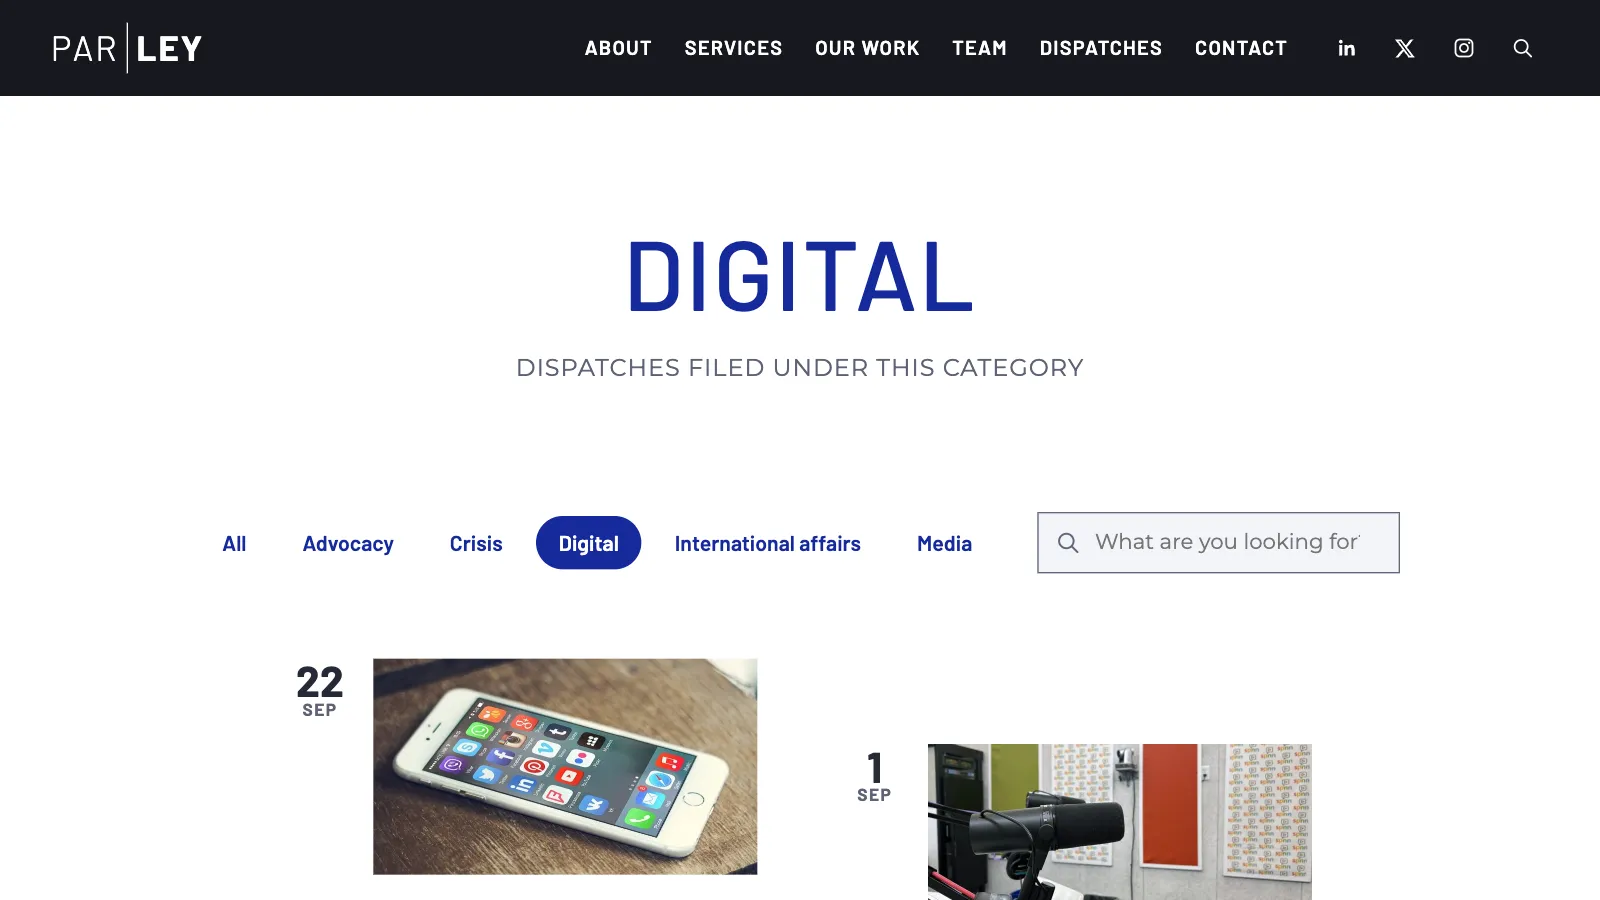 PAR|LEY
ABOUT SERVICES OUR WORK TEAM DISPATCHES CONTACT
DIGITAL
DISPATCHES FILED UNDER THIS CATEGORY
All Advocacy Crisis Digital International affairs Media
What are you looking for
22
SEP
1
SEP